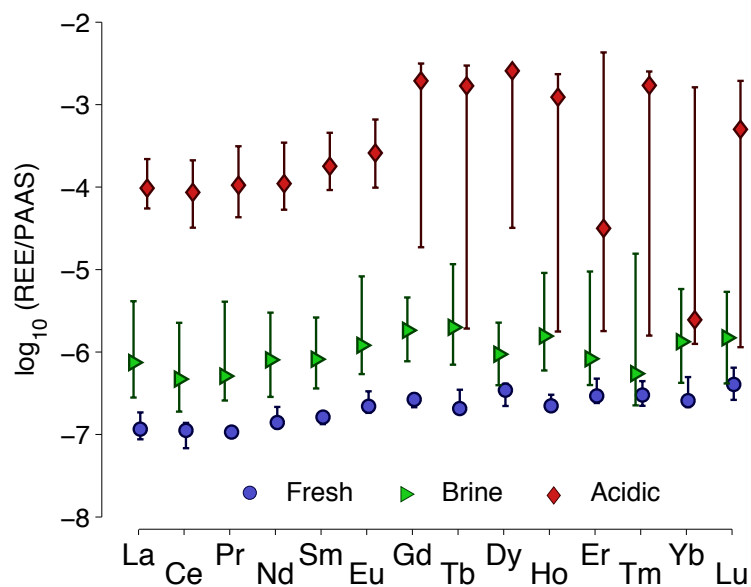 −2
−3
−4
−5
−6
−7
−8
log10 (REE/PAAS)
Fresh
Brine
Acidic
La
Ce
Pr
Nd
Sm
Eu
Gd
Tb
Dy
Ho
Er
Tm
Yb
Lu